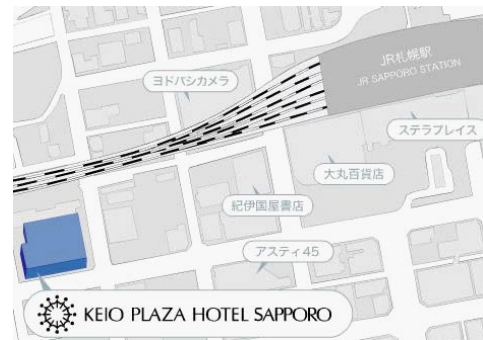 JR札幌駅
JR SAPPORO STATION
ヨドバシカメラ
ステラプレイス
大丸百貨店
紀伊国屋書店
アスティ45
KEIO PLAZA HOTEL SAPPORO